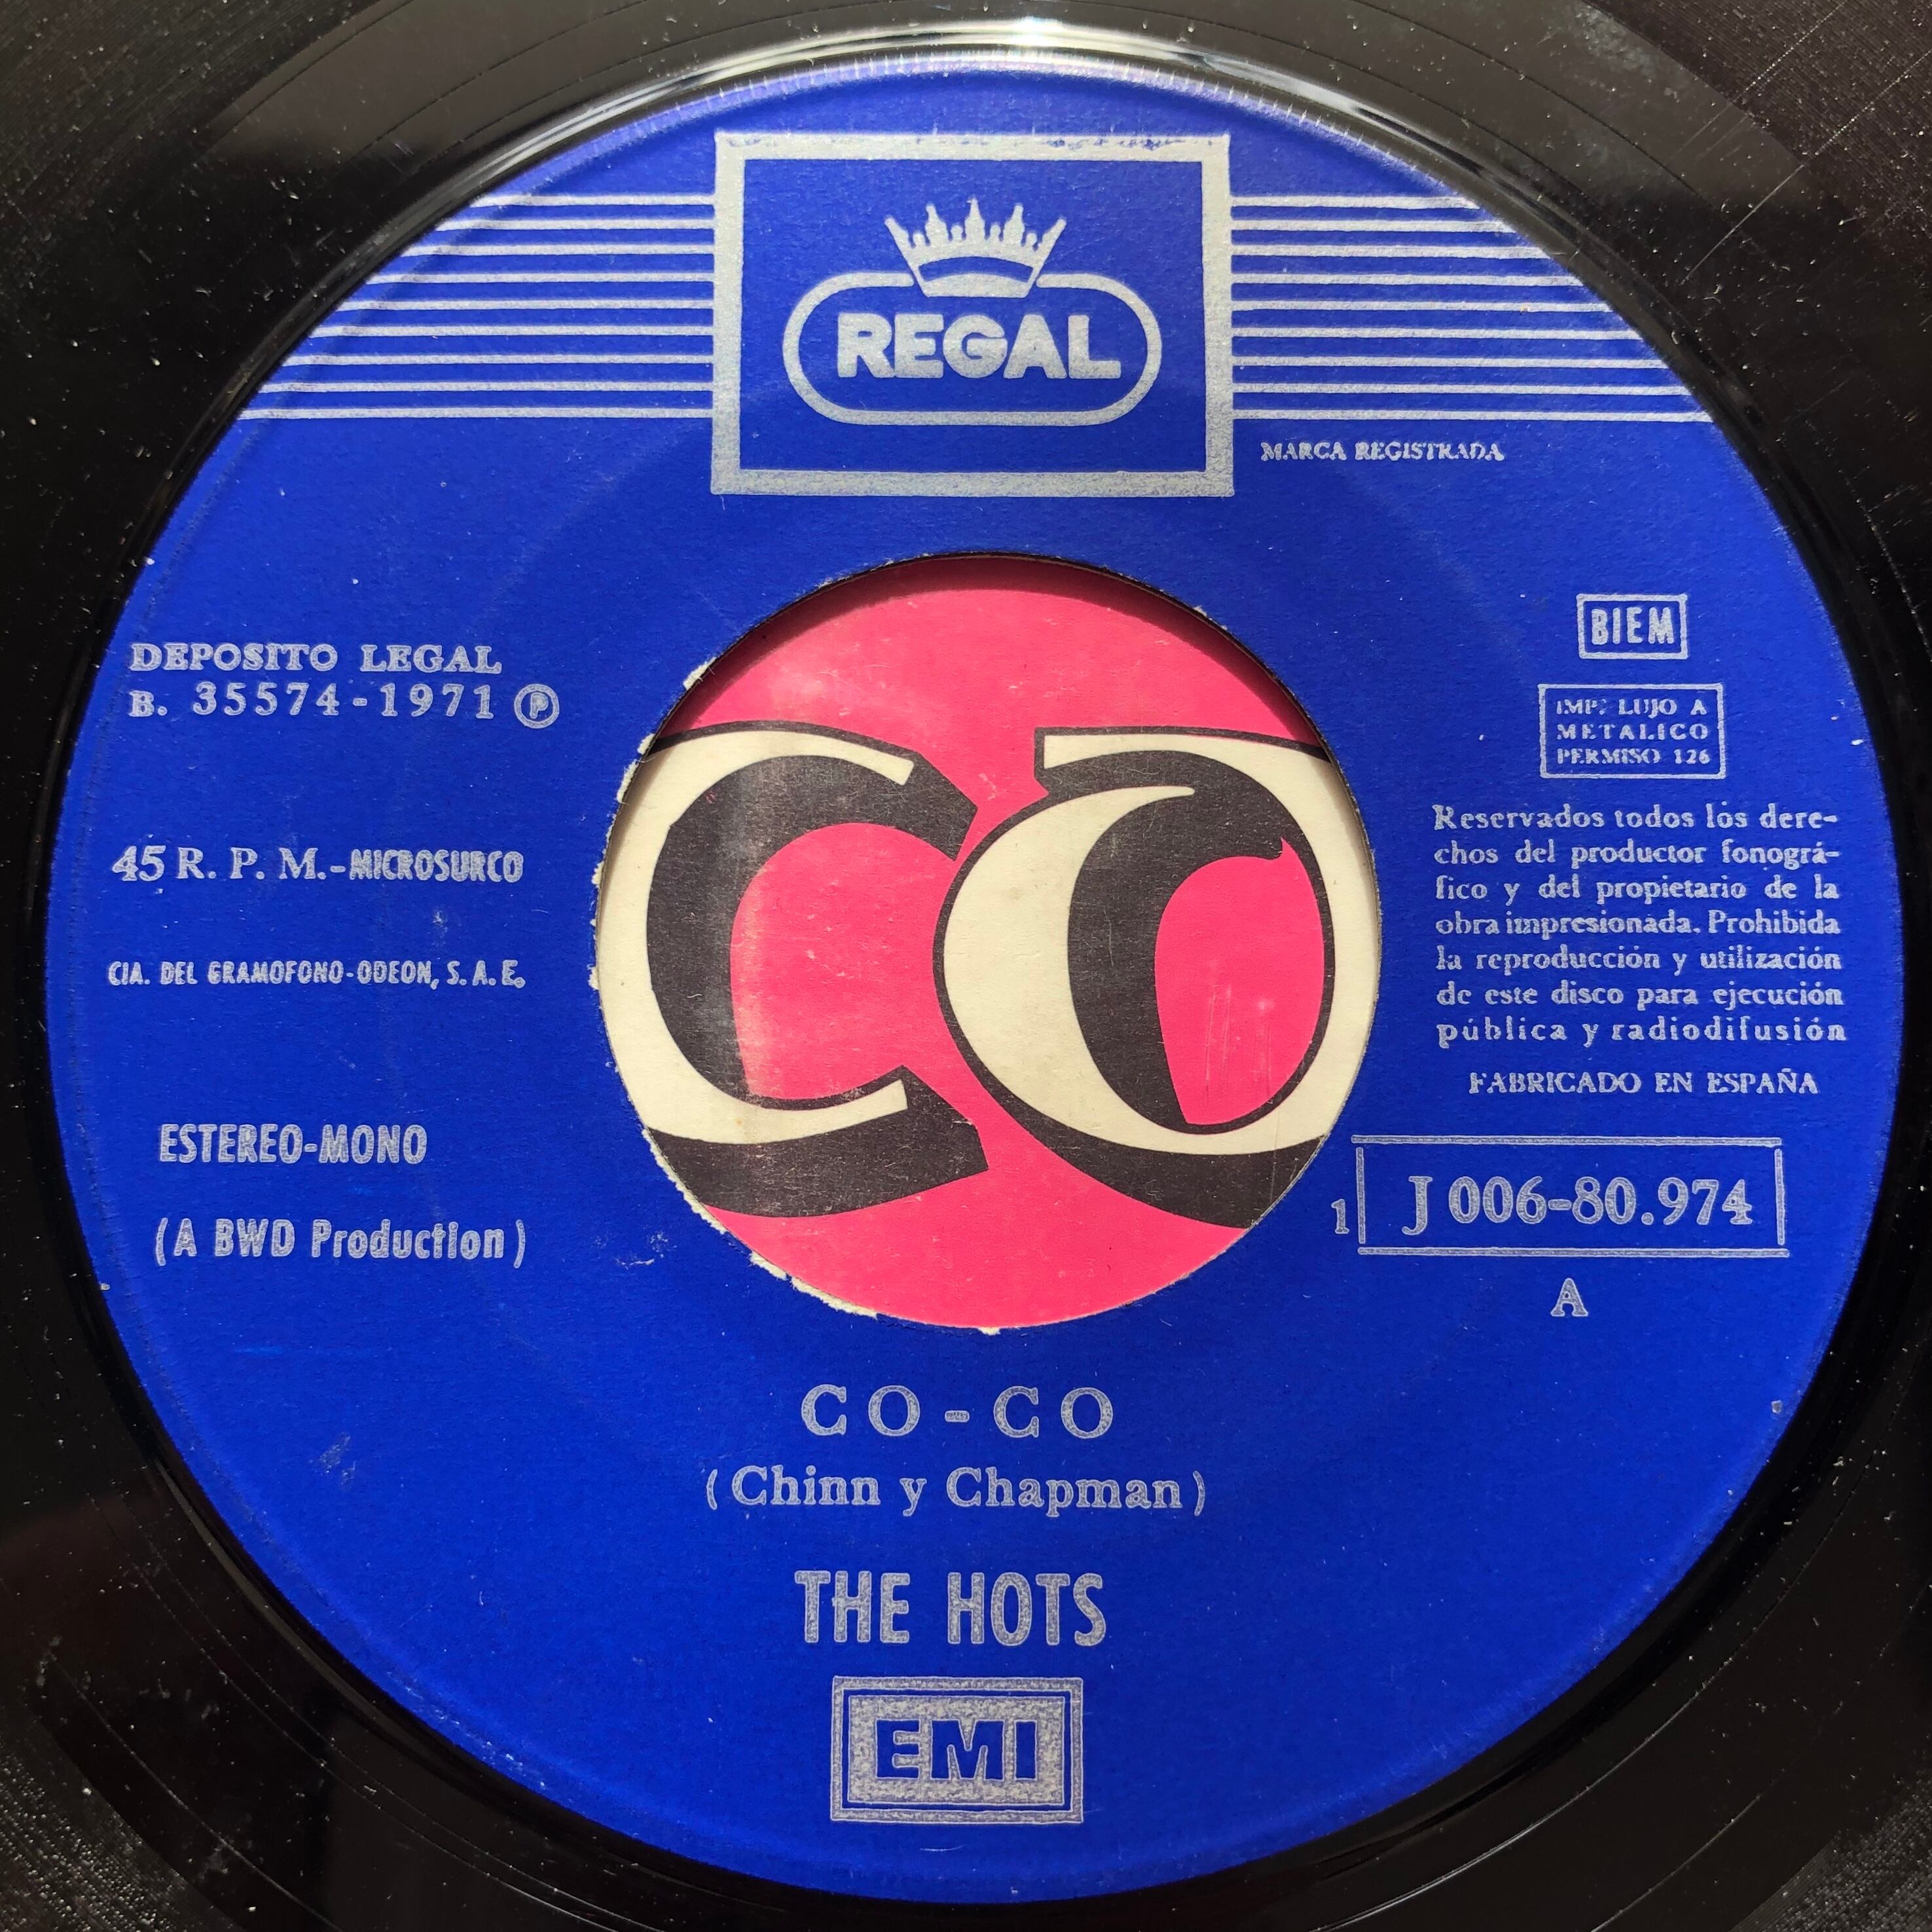 REGAL
MARCA REGISTRADA
DEPOSITO LEGAL
B. 35574-1971 Ⓟ
45 R. P. M.-MICROSURCO
CIA. DEL GRAMOFONO-ODEON, S. A. E.
ESTEREO-MONO
(A BWD Production)
CO
BIEM
IMP. LUJO A
METALICO
PERMISO 126
Reservados todos los dere-
chos del productor fonográ-
fico y del propietario de la
obra impresionada. Prohibida
la reproducción y utilización
de este disco para ejecución
pública y radiodifusión
FABRICADO EN ESPAÑA
1 J 006-80.974
A
CO-CO
(Chinn y Chapman)
THE HOTS
EMI